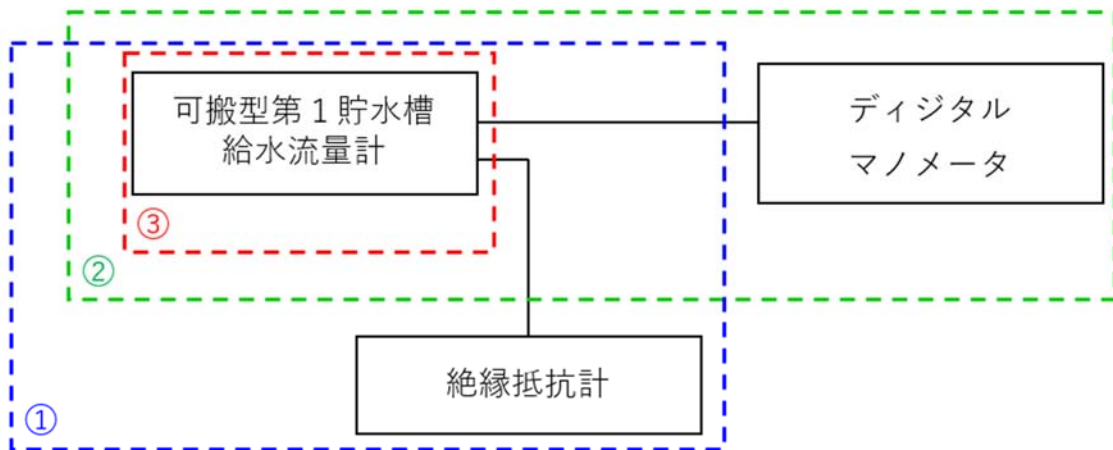 可搬型第1貯水槽
給水流量計
ディジタル
マノメータ
③
②
絶縁抵抗計
①